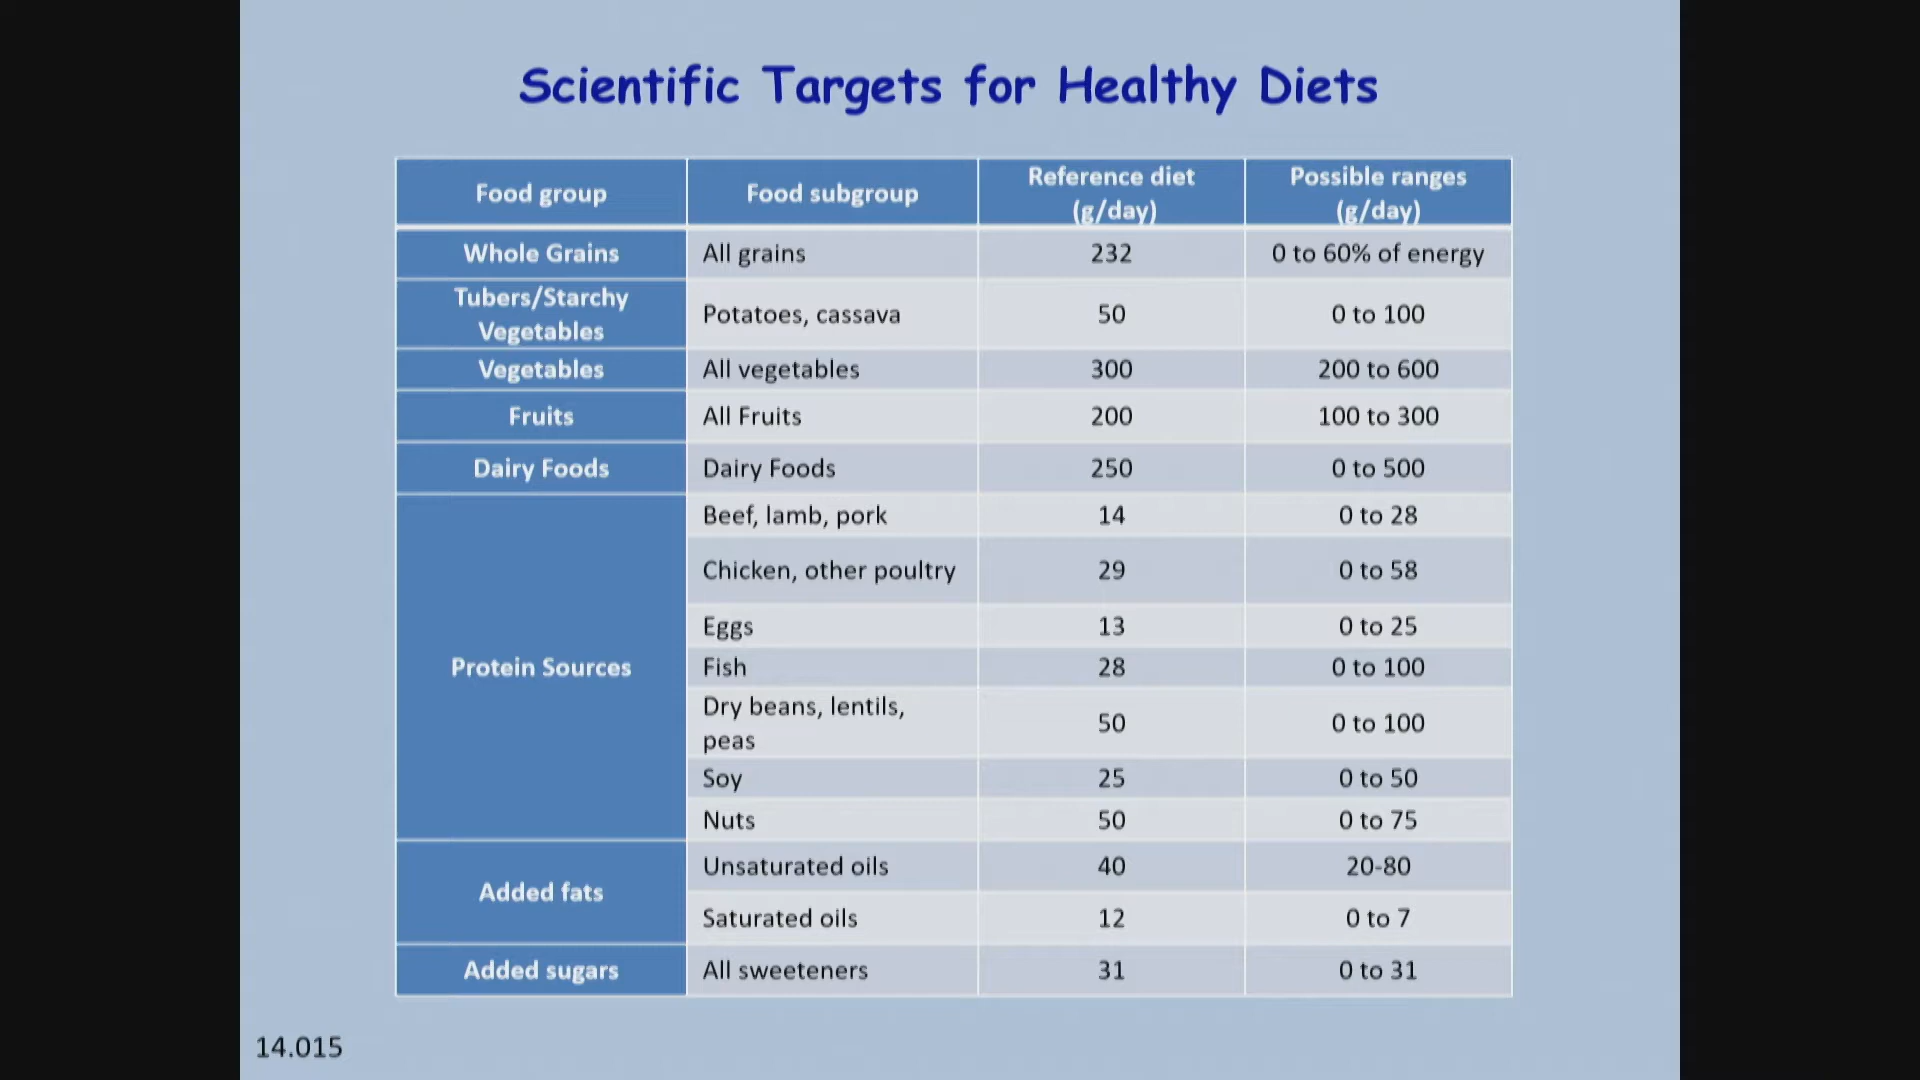 Scientific Targets for Healthy Diets
Food group Food subgroup Reference diet (g/day) Possible ranges (g/day)
Whole Grains All grains 232 0 to 60% of energy
Tubers/Starchy Vegetables Potatoes, cassava 50 0 to 100
Vegetables All vegetables 300 200 to 600
Fruits All Fruits 200 100 to 300
Dairy Foods Dairy Foods 250 0 to 500
Protein Sources Beef, lamb, pork 14 0 to 28
Chicken, other poultry 29 0 to 58
Eggs 13 0 to 25
Fish 28 0 to 100
Dry beans, lentils, peas 50 0 to 100
Soy 25 0 to 50
Nuts 50 0 to 75
Added fats Unsaturated oils 40 20-80
Saturated oils 12 0 to 7
Added sugars All sweeteners 31 0 to 31
14.015